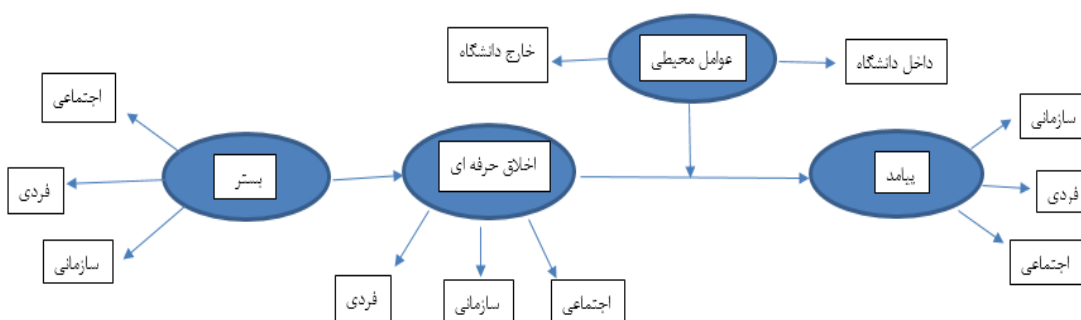 خارج دانشگاه
عوامل محیطی
داخل دانشگاه
اجتماعی
سازمانی
اخلاق حرفه ای
بستر
پیامد
فردی
فردی
سازمانی
اجتماعی
فردی
سازمانی
اجتماعی